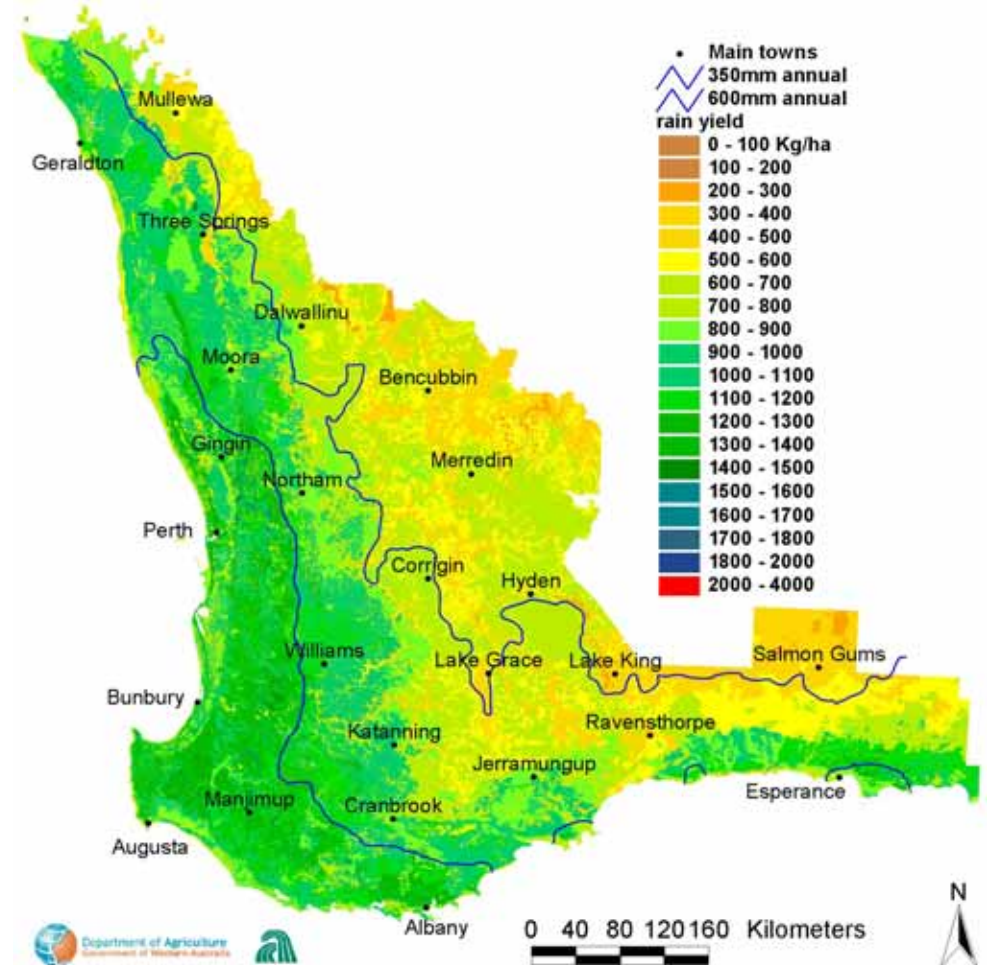 Main towns
350mm annual
600mm annual
rain yield
0 - 100 Kg/ha
100 - 200
200 - 300
300 - 400
400 - 500
500 - 600
600 - 700
700 - 800
800 - 900
900 - 1000
1000 - 1100
1100 - 1200
1200 - 1300
1300 - 1400
1400 - 1500
1500 - 1600
1600 - 1700
1700 - 1800
1800 - 2000
2000 - 4000
Mullewa
Geraldton
Three Springs
Dalwallinu
Moora
Bencubbin
Gingin
Merredin
Northam
Perth
Corrigin
Hyden
Williams
Lake Grace
Lake King
Salmon Gums
Bunbury
Ravensthorpe
Katanning
Jerramungup
Esperance
Manjimup
Cranbrook
Augusta
Albany
N
0 40 80 120 160 Kilometers
Department of Agriculture
Government of Western Australia